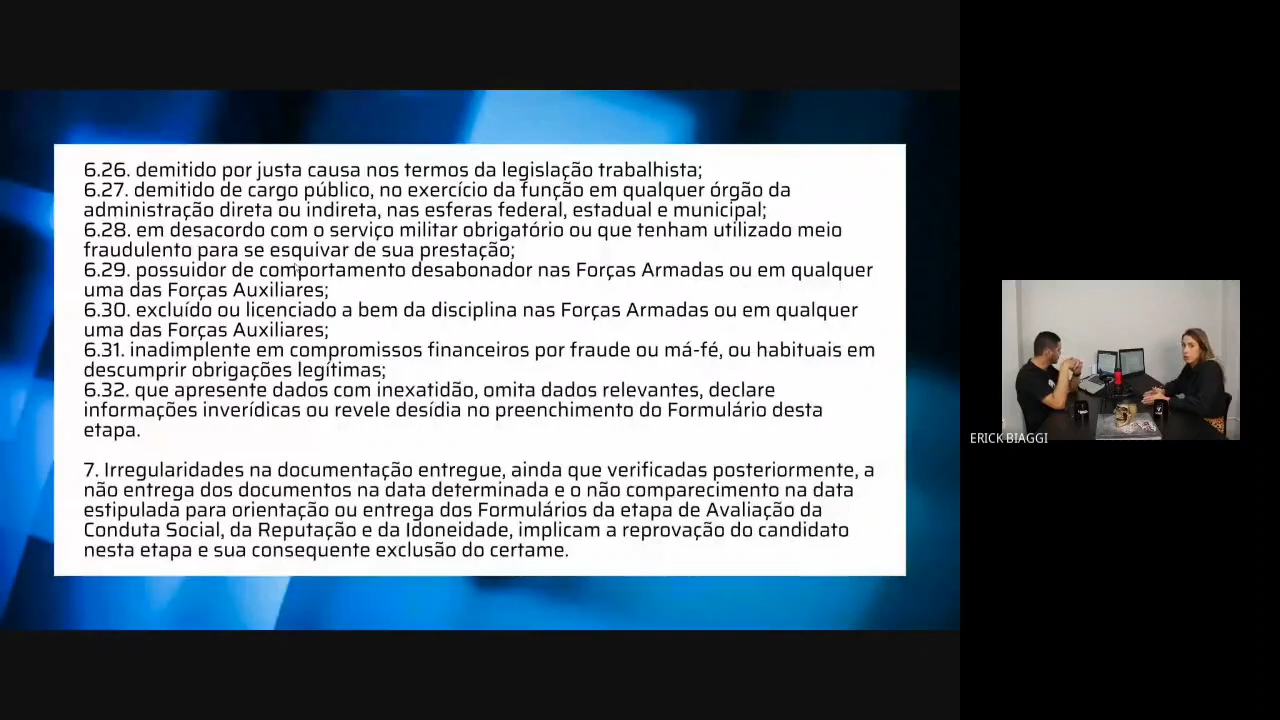 6.26. demitido por justa causa nos termos da legislação trabalhista;
6.27. demitido de cargo público, no exercício da função em qualquer órgão da
administração direta ou indireta, nas esferas federal, estadual e municipal;
6.28. em desacordo com o serviço militar obrigatório ou que tenham utilizado meio
fraudulento para se esquivar de sua prestação;
6.29. possuidor de comportamento desabonador nas Forças Armadas ou em qualquer
uma das Forças Auxiliares;
6.30. excluído ou licenciado a bem da disciplina nas Forças Armadas ou em qualquer
uma das Forças Auxiliares;
6.31. inadimplente em compromissos financeiros por fraude ou má-fé, ou habituais em
descumprir obrigações legítimas;
6.32. que apresente dados com inexatidão, omita dados relevantes, declare
informações inverídicas ou revele desídia no preenchimento do Formulário desta
etapa.
7. Irregularidades na documentação entregue, ainda que verificadas posteriormente, a
não entrega dos documentos na data determinada e o não comparecimento na data
estipulada para orientação ou entrega dos Formulários da etapa de Avaliação da
Conduta Social, da Reputação e da Idoneidade, implicam a reprovação do candidato
nesta etapa e sua consequente exclusão do certame.
ERICK BIAGGI